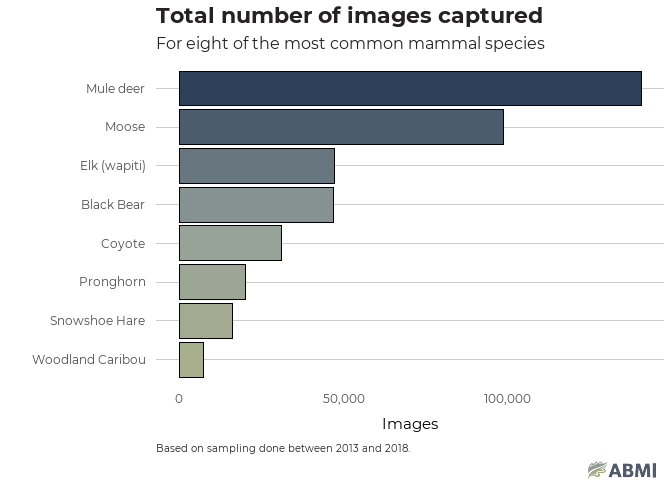 Total number of images captured
For eight of the most common mammal species
Mule deer
Moose
Elk (wapiti)
Black Bear
Coyote
Pronghorn
Snowshoe Hare
Woodland Caribou
0 50,000 100,000
Images
Based on sampling done between 2013 and 2018.
ABMI